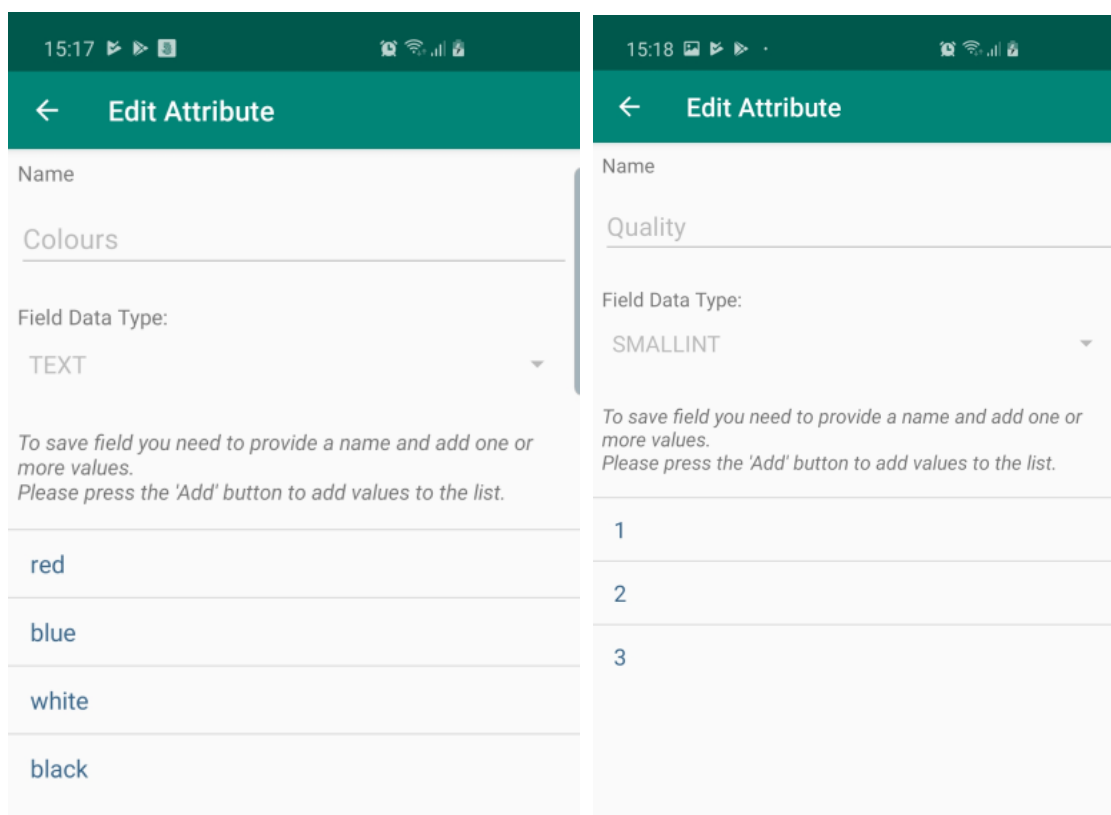 15:17
Edit Attribute
Name
Colours
Field Data Type:
TEXT
To save field you need to provide a name and add one or
more values.
Please press the 'Add' button to add values to the list.
red
blue
white
black
15:18
Edit Attribute
Name
Quality
Field Data Type:
SMALLINT
To save field you need to provide a name and add one or
more values.
Please press the 'Add' button to add values to the list.
1
2
3